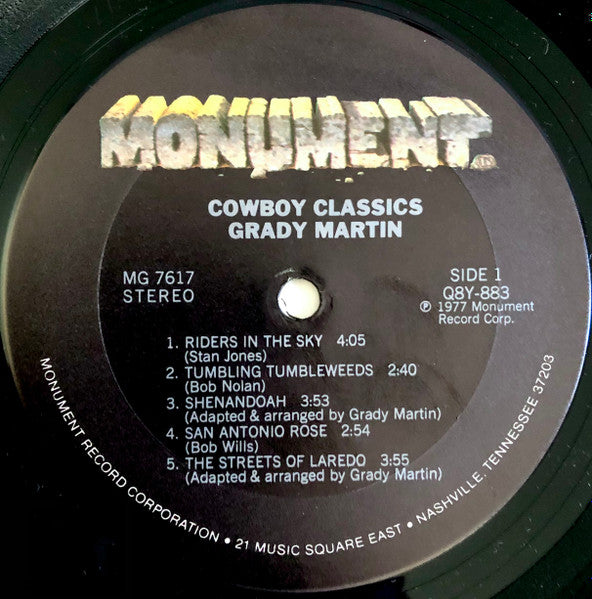 MONUMENT
COWBOY CLASSICS
GRADY MARTIN
MG 7617
STEREO
SIDE 1
Q8Y-883
℗ 1977 Monument
Record Corp.
1. RIDERS IN THE SKY 4:05
(Stan Jones)
2. TUMBLING TUMBLEWEEDS 2:40
(Bob Nolan)
3. SHENANDOAH 3:53
(Adapted & arranged by Grady Martin)
4. SAN ANTONIO ROSE 2:54
(Bob Wills)
5. THE STREETS OF LAREDO 3:55
(Adapted & arranged by Grady Martin)
MONUMENT RECORD CORPORATION • 21 MUSIC SQUARE EAST • NASHVILLE, TENNESSEE 37203